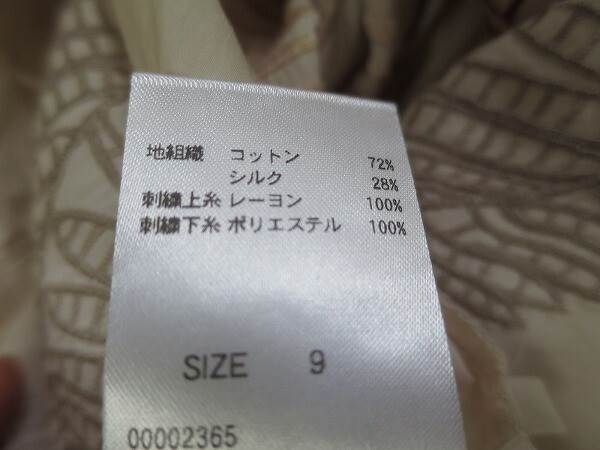 地組織 コットン 72%
シルク 28%
刺繍上糸 レーヨン 100%
刺繍下糸 ポリエステル 100%
SIZE 9
00002365